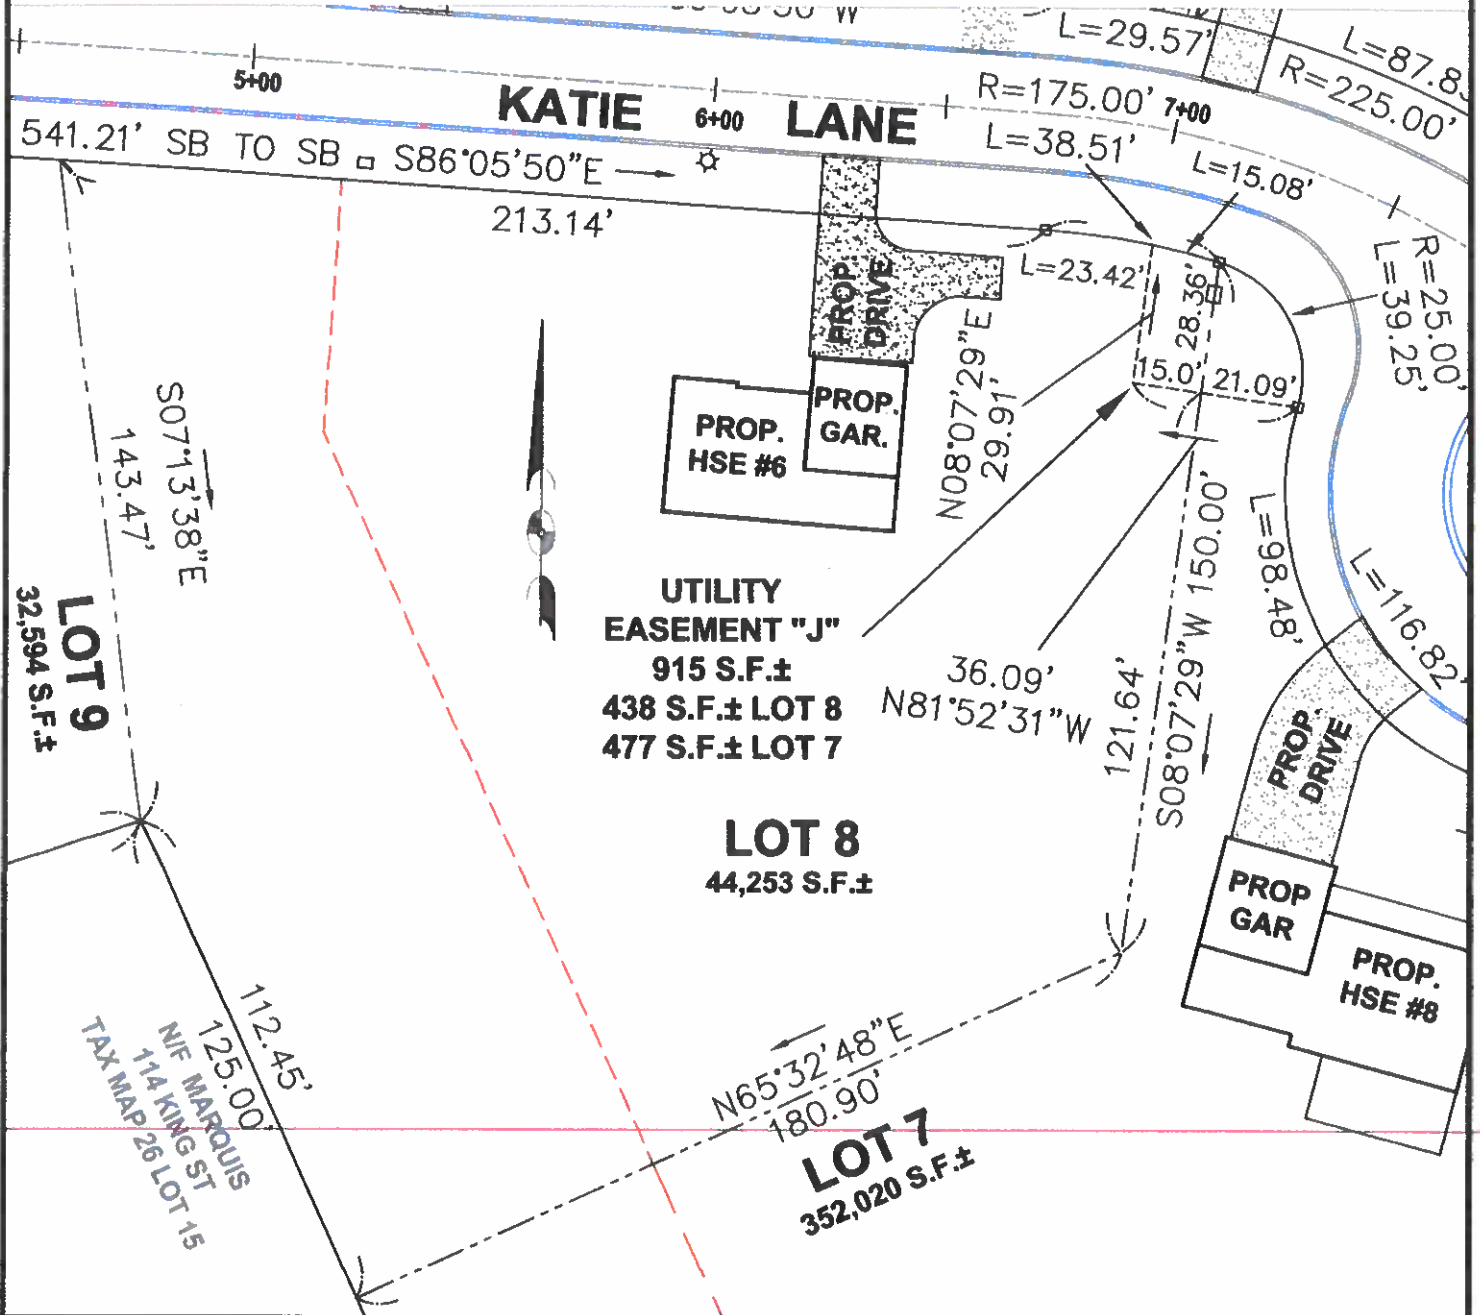 L=29.57'
L=87.8
R=225.00'
5+00
KATIE LANE
6+00
R=175.00'
7+00
L=38.51'
L=15.08'
541.21' SB TO SB S86°05'50"E
213.14'
L=23.42'
28.36'
R=25.00'
L=39.25'
PROP.
DRIVE
N08°07'29"E
29.91'
15.0'
21.09'
PROP.
GAR.
PROP.
HSE #6
S07°13'38"E
143.47'
LOT 9
32,594 S.F.±
UTILITY
EASEMENT "J"
915 S.F.±
438 S.F.± LOT 8
477 S.F.± LOT 7
36.09'
N81°52'31"W
121.64'
S08°07'29"W 150.00'
L=98.48'
L=116.82
PROP.
DRIVE
LOT 8
44,253 S.F.±
PROP
GAR
PROP.
HSE #8
112.45'
125.00'
N/F MARQUIS
114 KING ST
TAX MAP 26 LOT 15
N65°32'48"E
180.90'
LOT 7
352,020 S.F.±